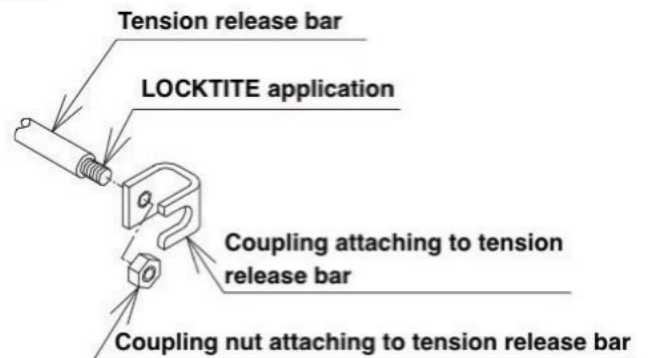 Tension release bar
LOCKTITE application
Coupling attaching to tension
release bar
Coupling nut attaching to tension release bar